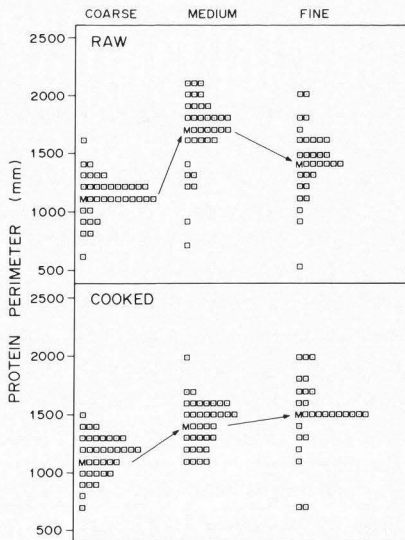 COARSE MEDIUM FINE
RAW
2500
2000
1500
1000
500
M
M
M
PROTEIN PERIMETER (mm)
COOKED
2500
2000
1500
1000
500
M
M
M